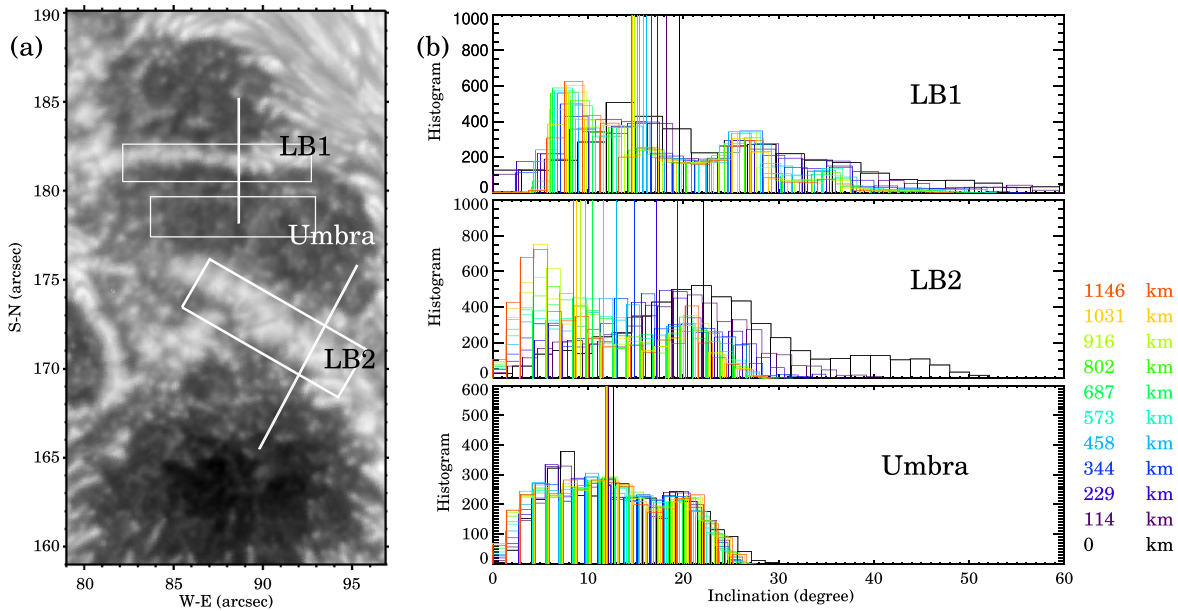 (a)
190
185
180
175
170
165
160
S-N (arcsec)
80 85 90 95
W-E (arcsec)
LB1
Umbra
LB2
(b)
1000
800
600
400
200
0
Histogram
LB1
1000
800
600
400
200
0
Histogram
LB2
600
500
400
300
200
100
0
Histogram
Umbra
0 10 20 30 40 50 60
Inclination (degree)
1146 km
1031 km
916 km
802 km
687 km
573 km
458 km
344 km
229 km
114 km
0 km